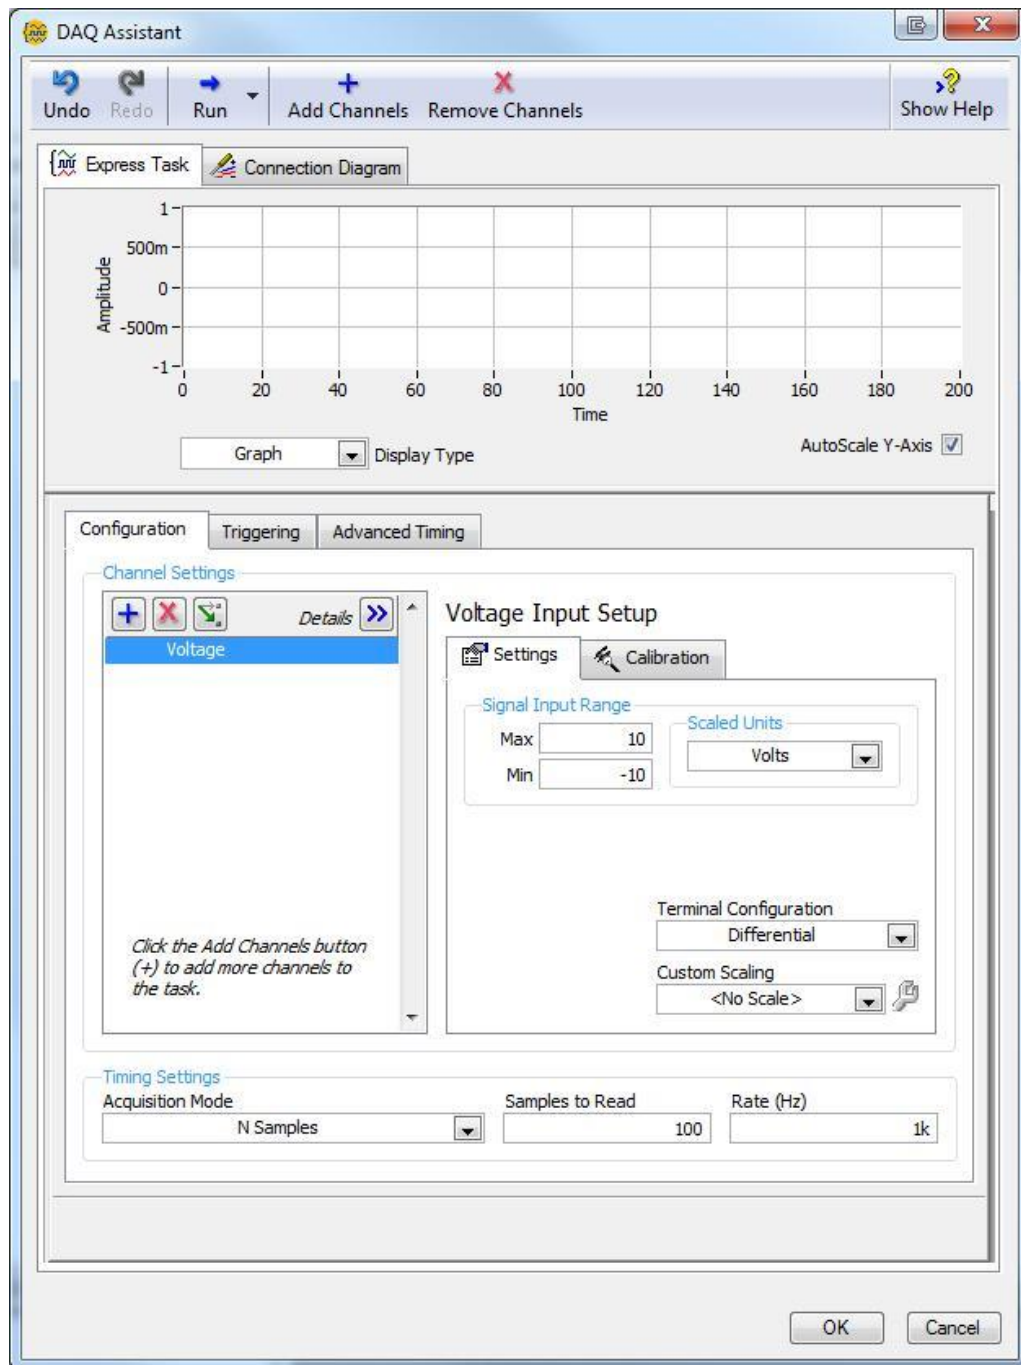 DAQ Assistant
Undo Redo Run Add Channels Remove Channels Show Help
Express Task Connection Diagram
1
500m
0
-500m
-1
Amplitude
0 20 40 60 80 100 120 140 160 180 200
Time
Graph Display Type AutoScale Y-Axis
Configuration Triggering Advanced Timing
Channel Settings
Details
Voltage
Click the Add Channels button
(+) to add more channels to
the task.
Voltage Input Setup
Settings Calibration
Signal Input Range
Max 10
Min -10
Scaled Units
Volts
Terminal Configuration
Differential
Custom Scaling
<No Scale>
Timing Settings
Acquisition Mode Samples to Read Rate (Hz)
N Samples 100 1k
OK Cancel